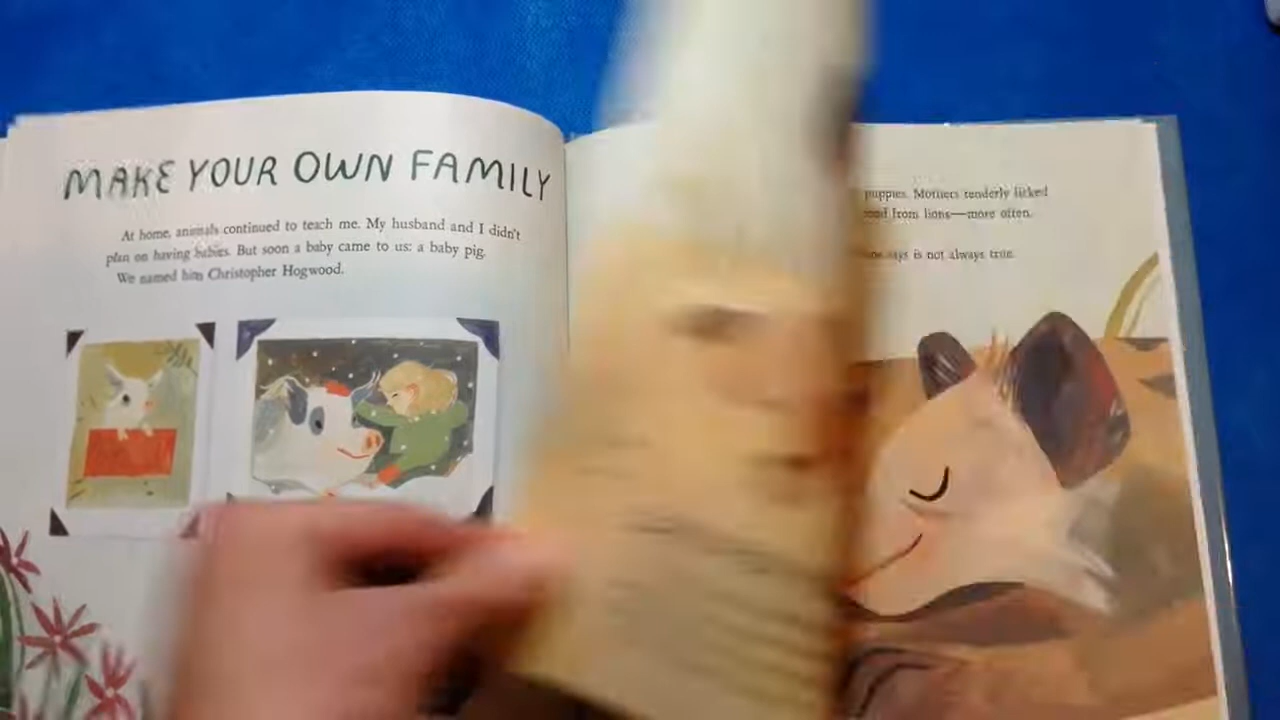 MAKE YOUR OWN FAMILY
At home, animals continued to teach me. My husband and I didn't
plan on having babies. But soon a baby came to us: a baby pig.
We named him Christopher Hogwood.
puppies. Mothers tenderly licked
food from lions—more often.
says is not always true.